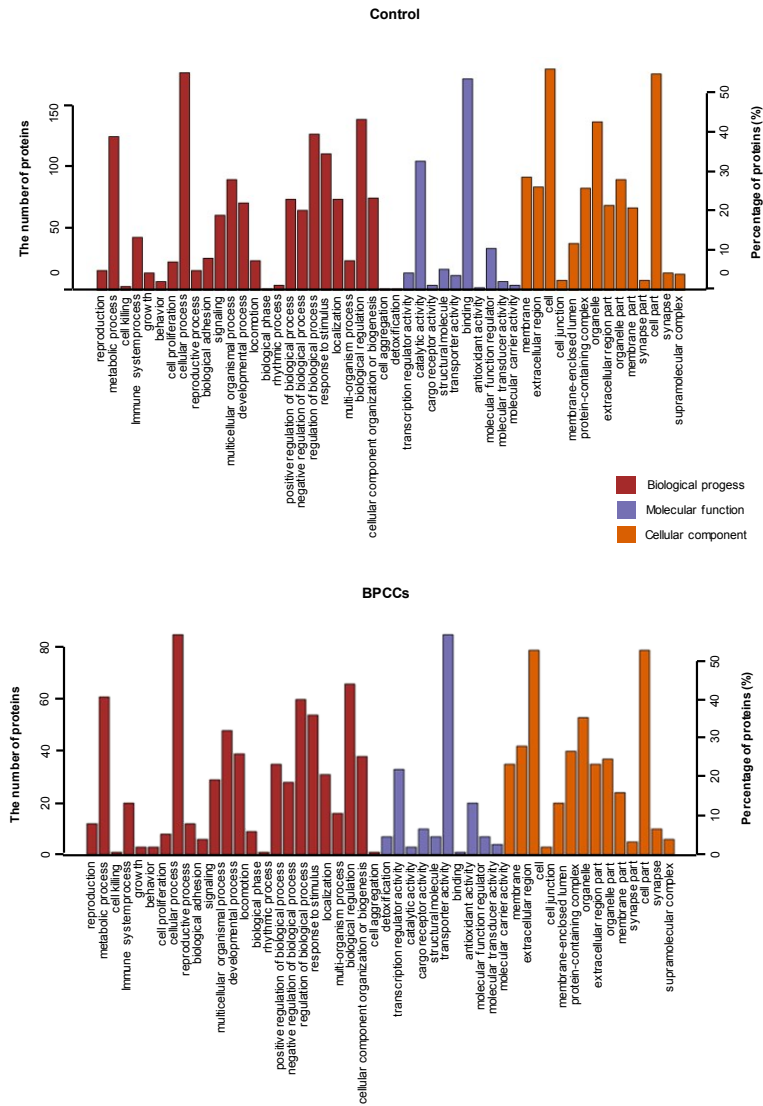 Control
The number of proteins
150
100
50
0
Percentage of proteins (%)
50
40
30
20
10
0
reproduction
metabolic process
cell killing
Immune systemprocess
growth
behavior
cell proliferation
cellular process
reproductive process
biological adhesion
signaling
multicellular organismal process
developmental process
locomotion
biological phase
rhythmic process
positive regulation of biological process
negative regulation of biological process
regulation of biological process
response to stimulus
localization
multi-organism process
biological regulation
cellular component organization or biogenesis
cell aggregation
detoxification
transcription regulator activity
catalytic activity
cargo receptor activity
structural molecule
transporter activity
binding
antioxidant activity
molecular function regulator
molecular transducer activity
molecular carrier activity
membrane
extracellular region
cell
cell junction
membrane-enclosed lumen
protein-containing complex
organelle
extracellular region part
organelle part
membrane part
synapse part
cell part
synapse
supramolecular complex
Biological progess
Molecular function
Cellular component
BPCCs
The number of proteins
80
60
40
20
0
Percentage of proteins (%)
50
40
30
20
10
0
reproduction
metabolic process
cell killing
Immune systemprocess
growth
behavior
cell proliferation
cellular process
reproductive process
biological adhesion
signaling
multicellular organismal process
developmental process
locomotion
biological phase
rhythmic process
positive regulation of biological process
negative regulation of biological process
regulation of biological process
response to stimulus
localization
multi-organism process
biological regulation
cellular component organization or biogenesis
cell aggregation
detoxification
transcription regulator activity
catalytic activity
cargo receptor activity
structural molecule
transporter activity
binding
antioxidant activity
molecular function regulator
molecular transducer activity
molecular carrier activity
membrane
extracellular region
cell
cell junction
membrane-enclosed lumen
protein-containing complex
organelle
extracellular region part
organelle part
membrane part
synapse part
cell part
synapse
supramolecular complex